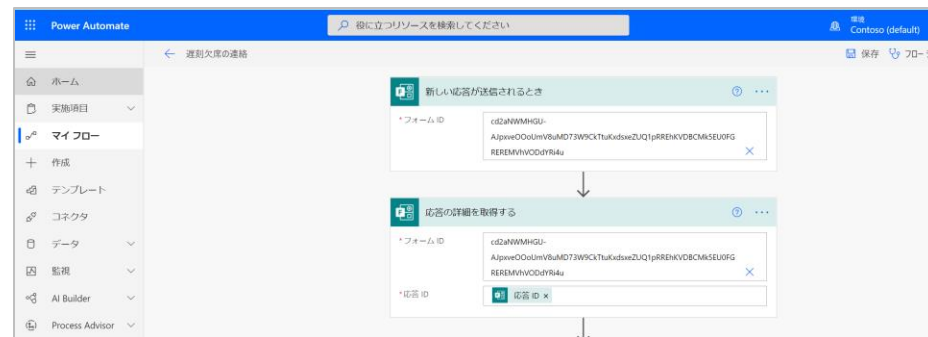 Power Automate
役に立つリソースを検索してください
環境
Contoso (default)
遅刻欠席の連絡
保存
ホーム
実施項目
マイ フロー
作成
テンプレート
コネクタ
データ
監視
AI Builder
Process Advisor
新しい応答が送信されるとき
* フォーム ID
cd2aNWMHGU-
AJpxveOOoUmV8uMD73W9CkTtuKxdsxeZUQ1pRREhKVDBCMk5EU0FG
REREMVhVODdYRi4u
応答の詳細を取得する
* フォーム ID
cd2aNWMHGU-
AJpxveOOoUmV8uMD73W9CkTtuKxdsxeZUQ1pRREhKVDBCMk5EU0FG
REREMVhVODdYRi4u
* 応答 ID
応答 ID ×